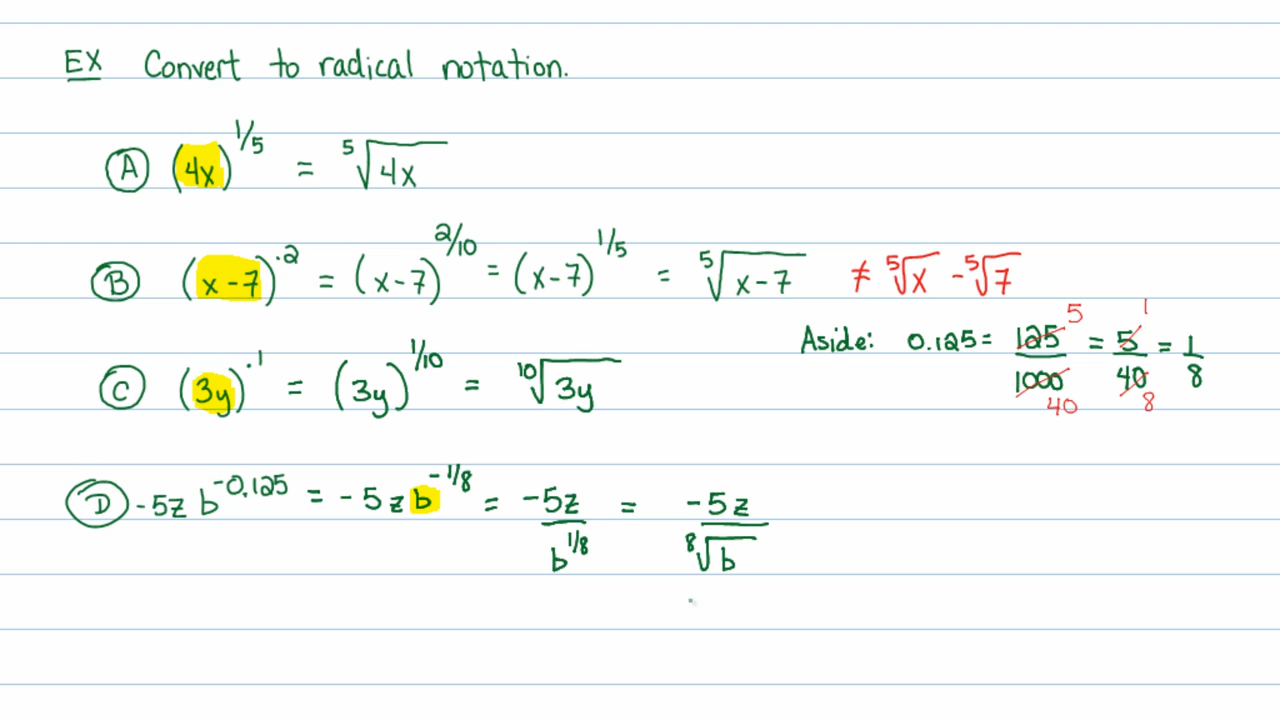 EX Convert to radical notation.
A (4x)^1/5 = ⁵√4x
B (x-7)^.2 = (x-7)^2/10 = (x-7)^1/5 = ⁵√x-7 ≠ ⁵√x - ⁵√7
Aside: 0.125 = 125/1000 = 5/40 = 1/8
5 1
40 8
C (3y)^.1 = (3y)^1/10 = ¹⁰√3y
D -5z b^-0.125 = -5z b^-1/8 = -5z/b^1/8 = -5z/⁸√b